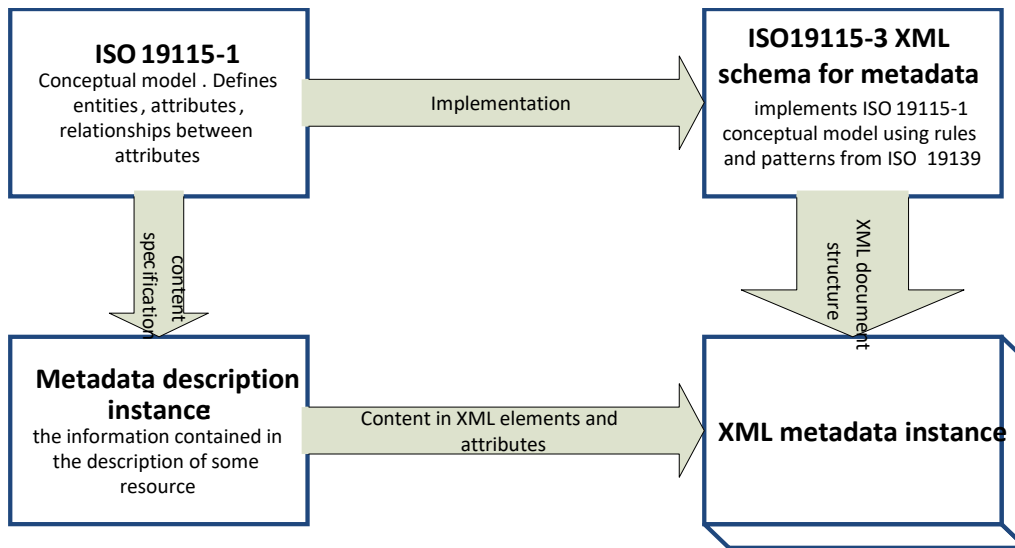 ISO 19115-1
Conceptual model . Defines
entities, attributes,
relationships between
attributes
Implementation
ISO19115-3 XML
schema for metadata
implements ISO 19115-1
conceptual model using rules
and patterns from ISO 19139
content
specification
XML document
structure
Metadata description
instance:
the information contained in
the description of some
resource
Content in XML elements and
attributes
XML metadata instance